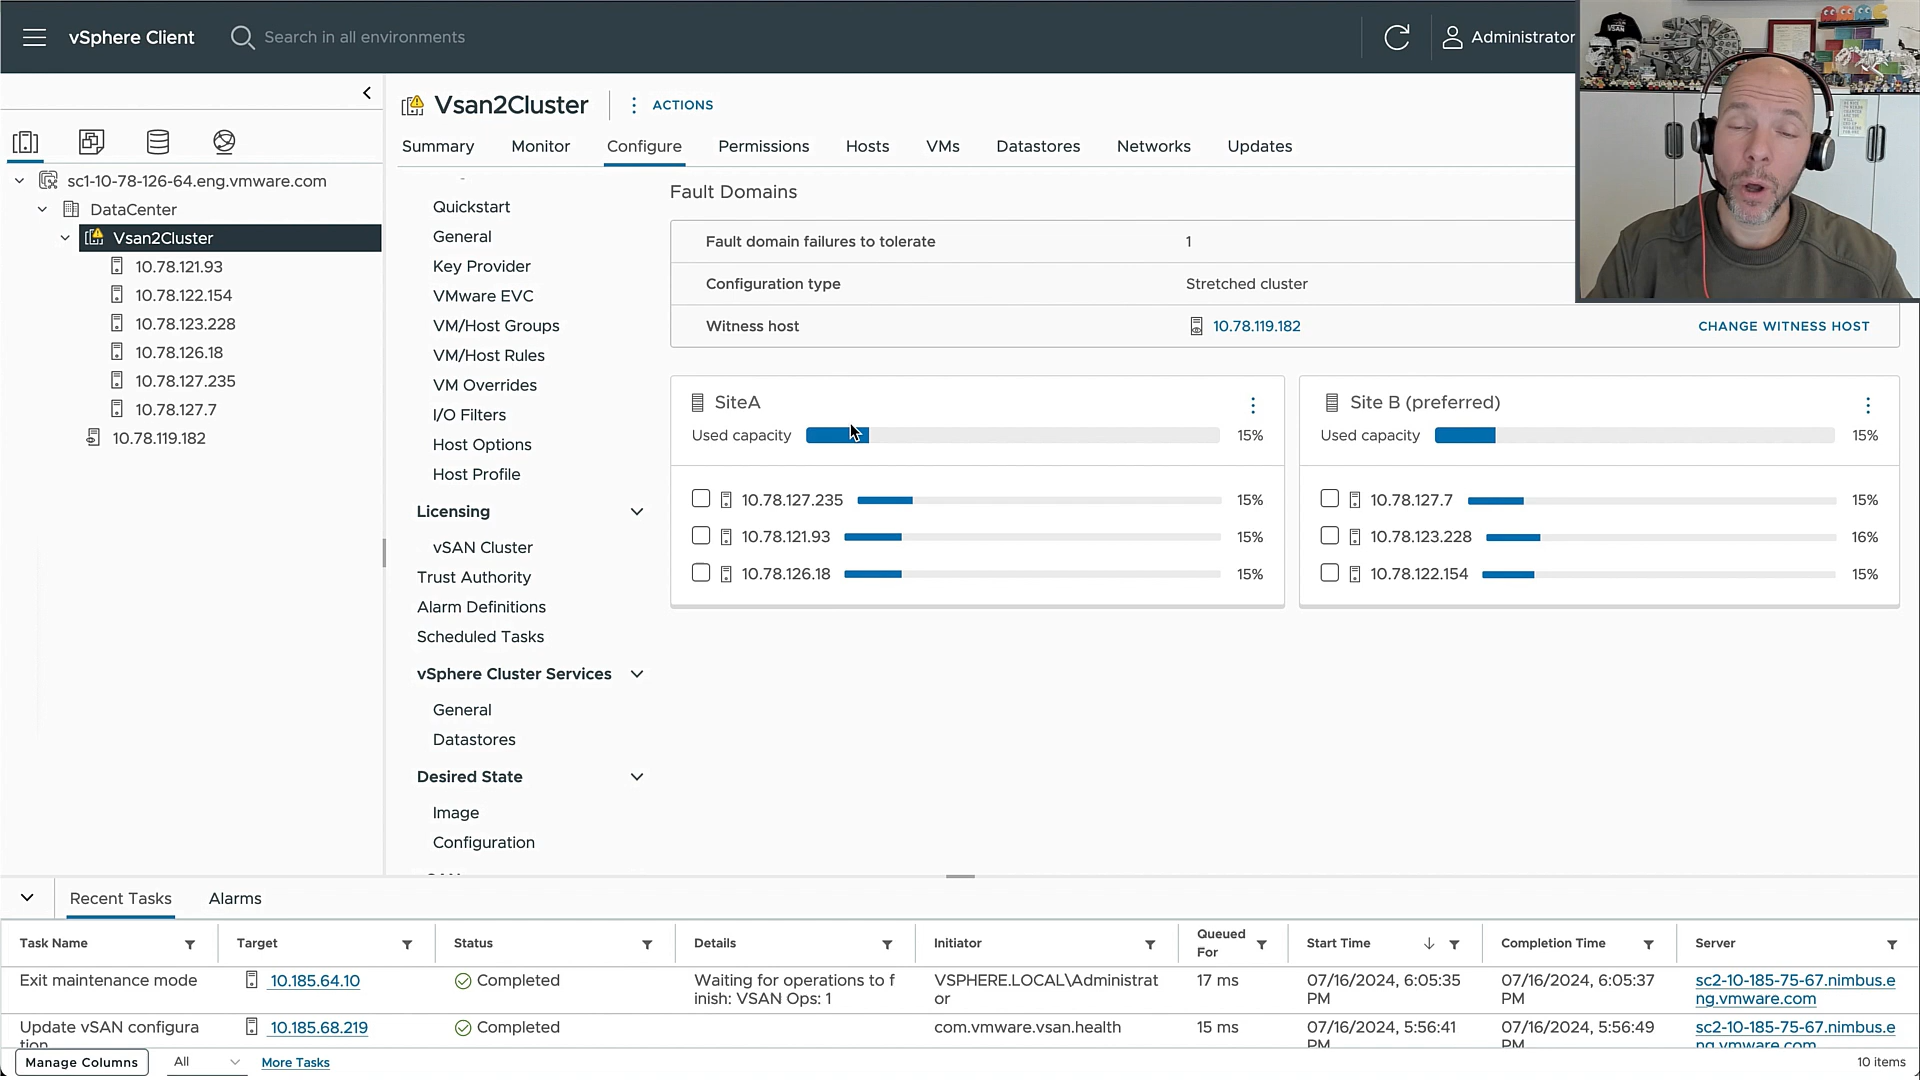 vSphere Client
Search in all environments
Administrator
Vsan2Cluster
ACTIONS
Summary
Monitor
Configure
Permissions
Hosts
VMs
Datastores
Networks
Updates
sc1-10-78-126-64.eng.vmware.com
DataCenter
Vsan2Cluster
10.78.121.93
10.78.122.154
10.78.123.228
10.78.126.18
10.78.127.235
10.78.127.7
10.78.119.182
Quickstart
General
Key Provider
VMware EVC
VM/Host Groups
VM/Host Rules
VM Overrides
I/O Filters
Host Options
Host Profile
Licensing
vSAN Cluster
Trust Authority
Alarm Definitions
Scheduled Tasks
vSphere Cluster Services
General
Datastores
Desired State
Image
Configuration
Fault Domains
Fault domain failures to tolerate 1
Configuration type Stretched cluster
Witness host 10.78.119.182 CHANGE WITNESS HOST
SiteA
Used capacity 15%
10.78.127.235 15%
10.78.121.93 15%
10.78.126.18 15%
Site B (preferred)
Used capacity 15%
10.78.127.7 15%
10.78.123.228 16%
10.78.122.154 15%
Recent Tasks
Alarms
Task Name
Target
Status
Details
Initiator
Queued
For
Start Time
Completion Time
Server
Exit maintenance mode
10.185.64.10
Completed
Waiting for operations to f
inish: VSAN Ops: 1
VSPHERE.LOCAL\Administrat
or
17 ms
07/16/2024, 6:05:35
PM
07/16/2024, 6:05:37
PM
sc2-10-185-75-67.nimbus.e
ng.vmware.com
Update vSAN configura
tion
10.185.68.219
Completed
com.vmware.vsan.health
15 ms
07/16/2024, 5:56:41
PM
07/16/2024, 5:56:49
PM
sc2-10-185-75-67.nimbus.e
ng.vmware.com
Manage Columns
All
More Tasks
10 items